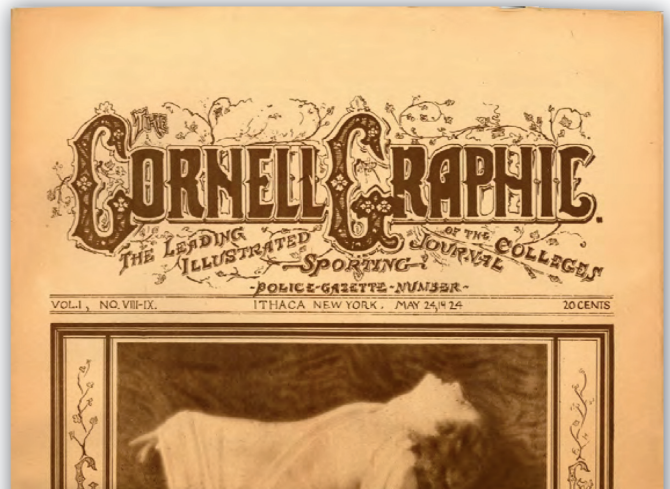 THE
CORNELL GRAPHIC.
THE LEADING ILLUSTRATED SPORTING JOURNAL OF THE COLLEGES
-POLICE-GAZETTE-NUMBER-
VOL.I, NO. VIII-IX. ITHACA NEW YORK. MAY 24, 1924 20 CENTS